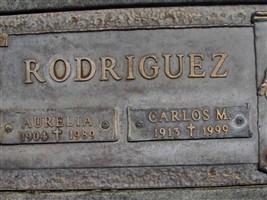 RODRIGUEZ
AURELIA
1904 ✝ 1989
CARLOS M.
1913 ✝ 1999